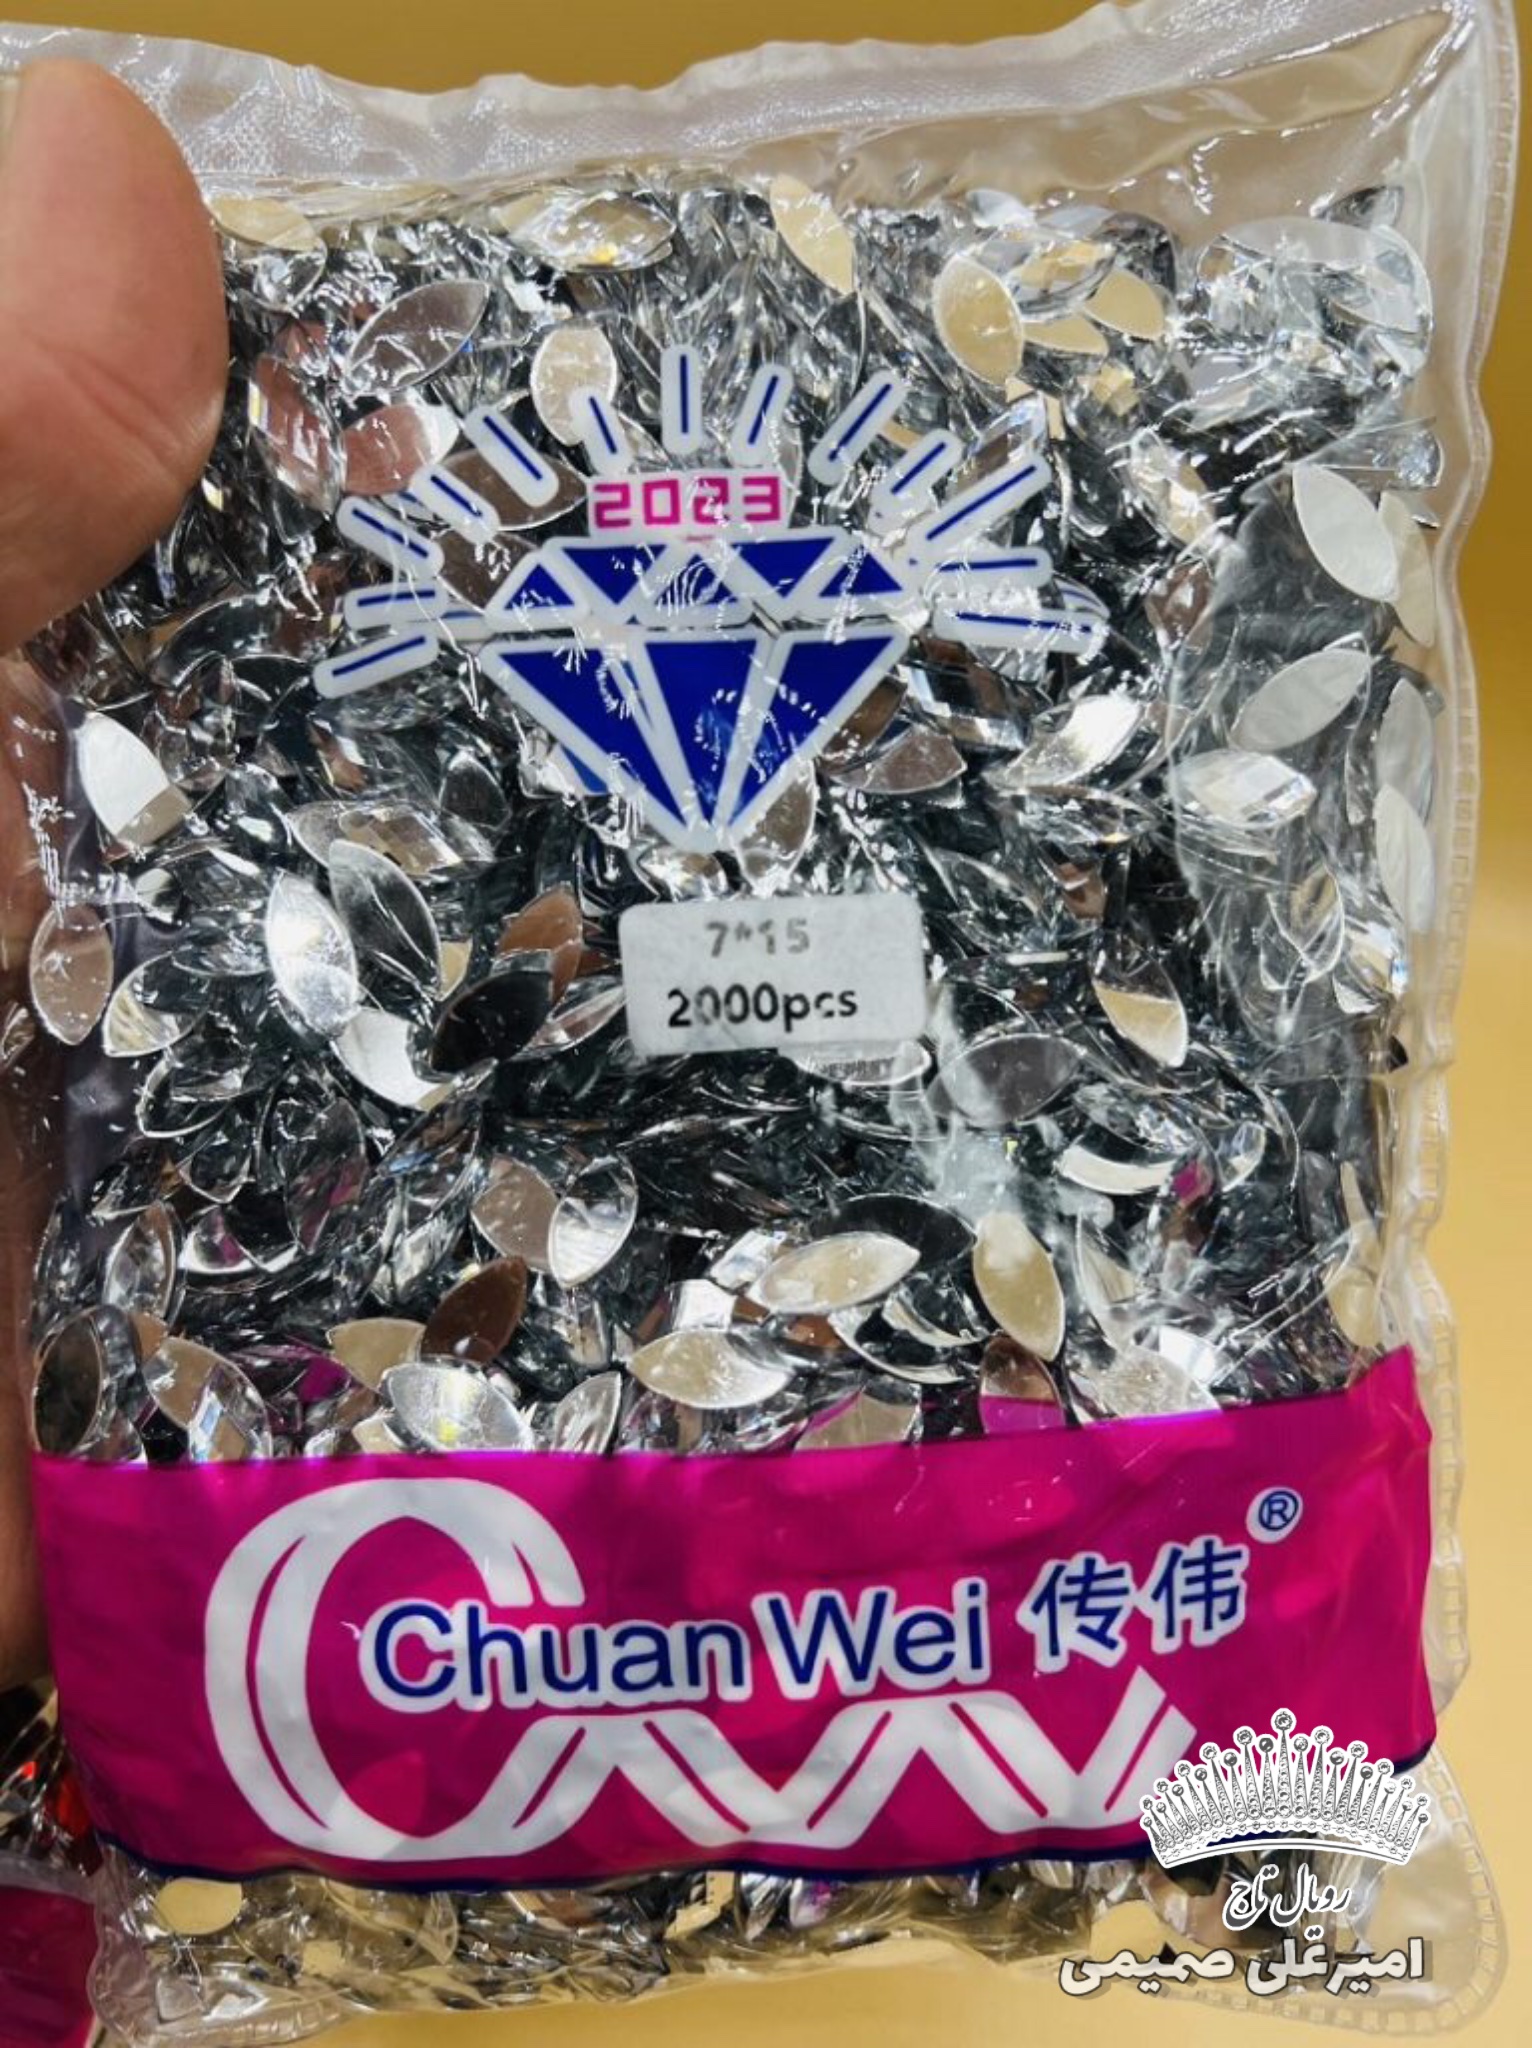 2023
7*15
2000pcs
Chuan Wei 传伟®
رویال تاج
امیرعلی صمیمی